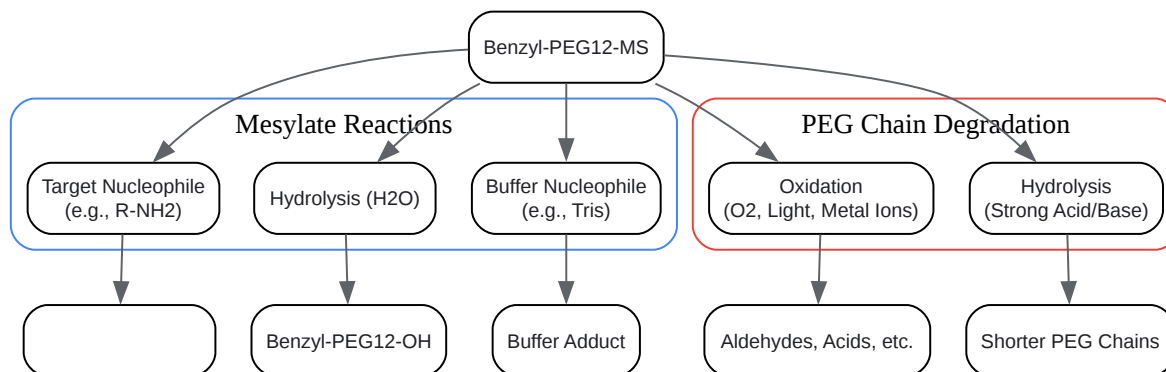 Benzyl-PEG12-MS
Mesylate Reactions
PEG Chain Degradation
Target Nucleophile
(e.g., R-NH2)
Hydrolysis (H2O)
Buffer Nucleophile
(e.g., Tris)
Oxidation
(O2, Light, Metal Ions)
Hydrolysis
(Strong Acid/Base)
Benzyl-PEG12-OH
Buffer Adduct
Aldehydes, Acids, etc.
Shorter PEG Chains